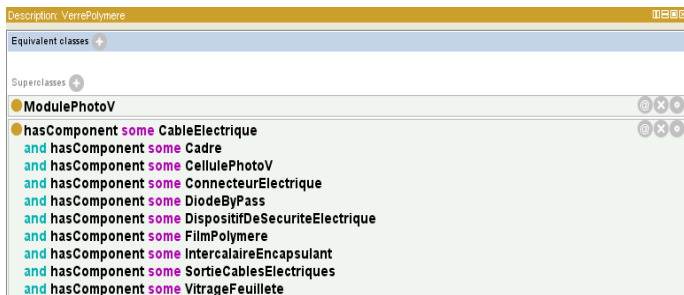 Description: VerrePolymere
Equivalent classes
Superclasses
ModulePhotoV
hasComponent some CableElectrique
and hasComponent some Cadre
and hasComponent some CellulePhotoV
and hasComponent some ConnecteurElectrique
and hasComponent some DiodeByPass
and hasComponent some DispositifDeSecuriteElectrique
and hasComponent some FilmPolymere
and hasComponent some IntercalaireEncapsulant
and hasComponent some SortieCablesElectriques
and hasComponent some VitrageFeuillete